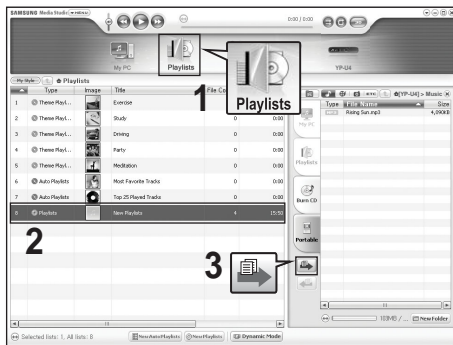 SAMSUNG Media Studio MENU
0:00 / 0:00
My PC
Playlists
YP-U4
My Style
Playlists
Type Image Title File Co
1 Theme Playl... Exercise 0 0:00
2 Theme Playl... Study 0 0:00
3 Theme Playl... Driving 0 0:00
4 Theme Playl... Party 0 0:00
5 Theme Playl... Meditation 0 0:00
6 Auto Playlists Most Favorite Tracks 0 0:00
7 Auto Playlists Top 25 Played Tracks 0 0:00
8 Playlists New Playlists 4 15:50
1
Playlists
2
3
My PC
Playlists
Burn CD
Portable
ETC [YP-U4] > Music
Type File Name Size
Rising Sun.mp3 4,090KB
103MB / ... New Folder
Selected lists: 1, All lists: 8
New Auto Playlists
New Playlists
Dynamic Mode